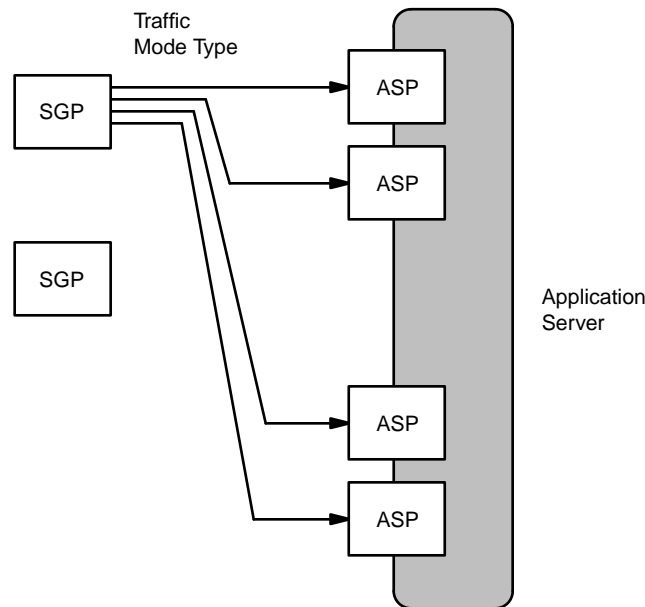 Traffic
Mode Type
SGP
ASP
ASP
SGP
Application
Server
ASP
ASP